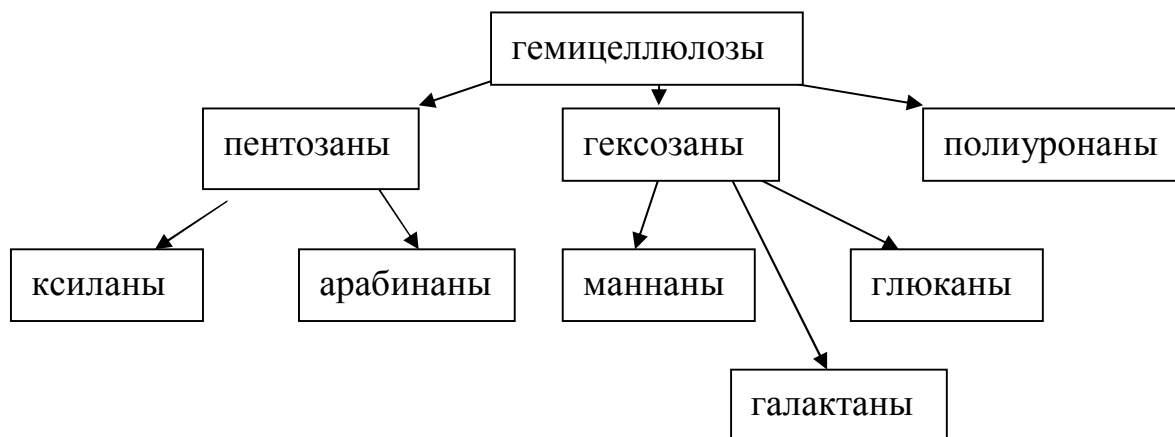 гемицеллюлозы
пентозаны гексозаны полиуронаны
ксиланы арабинаны маннаны глюканы
галактаны